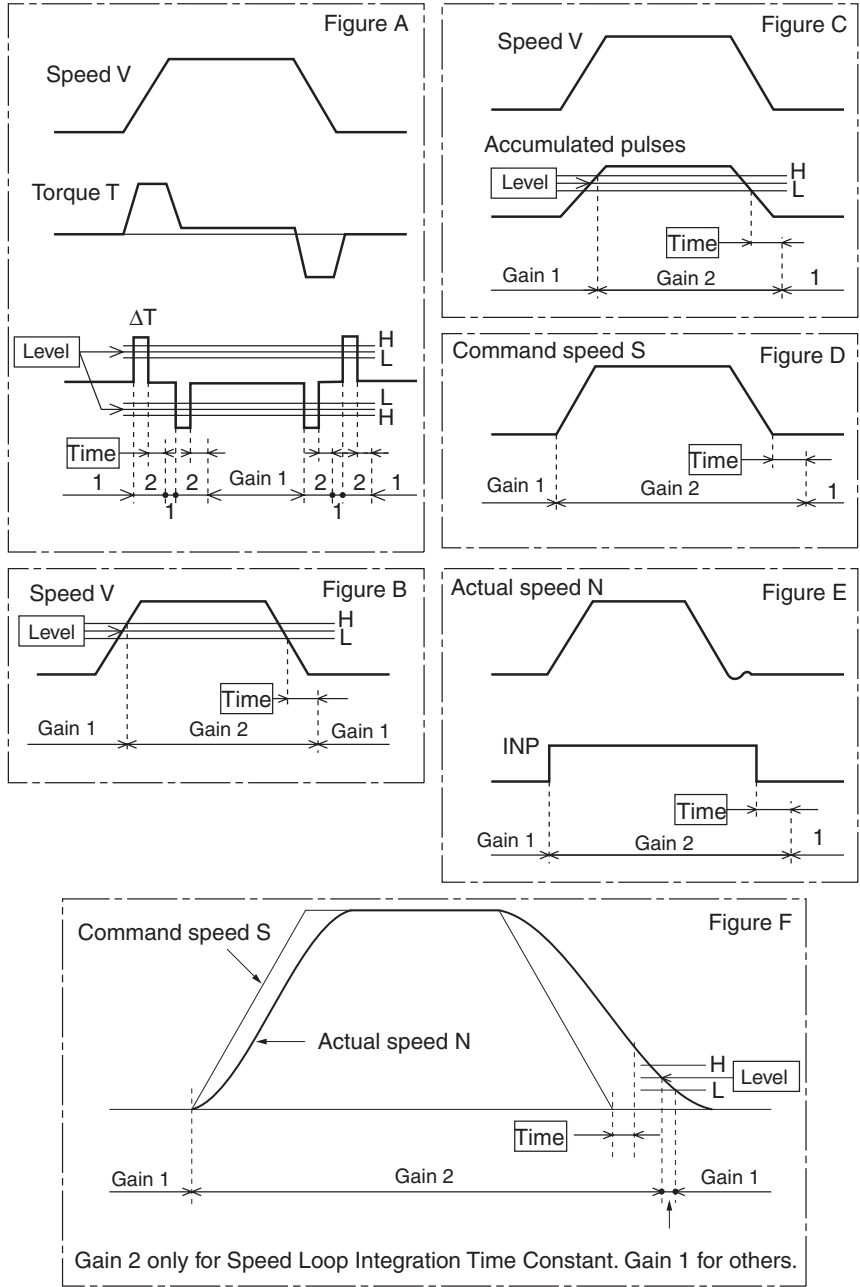 Figure A
Speed V
Torque T
ΔT
Level
H
L
L
H
Time
1 2 2 Gain 1 2 2 1
1 1
Figure B
Speed V
Level
H
L
Time
Gain 1 Gain 2 Gain 1
Figure C
Speed V
Accumulated pulses
Level
H
L
Time
Gain 1 Gain 2 1
Command speed S
Figure D
Time
Gain 1 Gain 2 1
Actual speed N
Figure E
INP
Time
Gain 1 Gain 2 1
Figure F
Command speed S
Actual speed N
H
Level
L
Time
Gain 1 Gain 2 Gain 1
Gain 2 only for Speed Loop Integration Time Constant. Gain 1 for others.